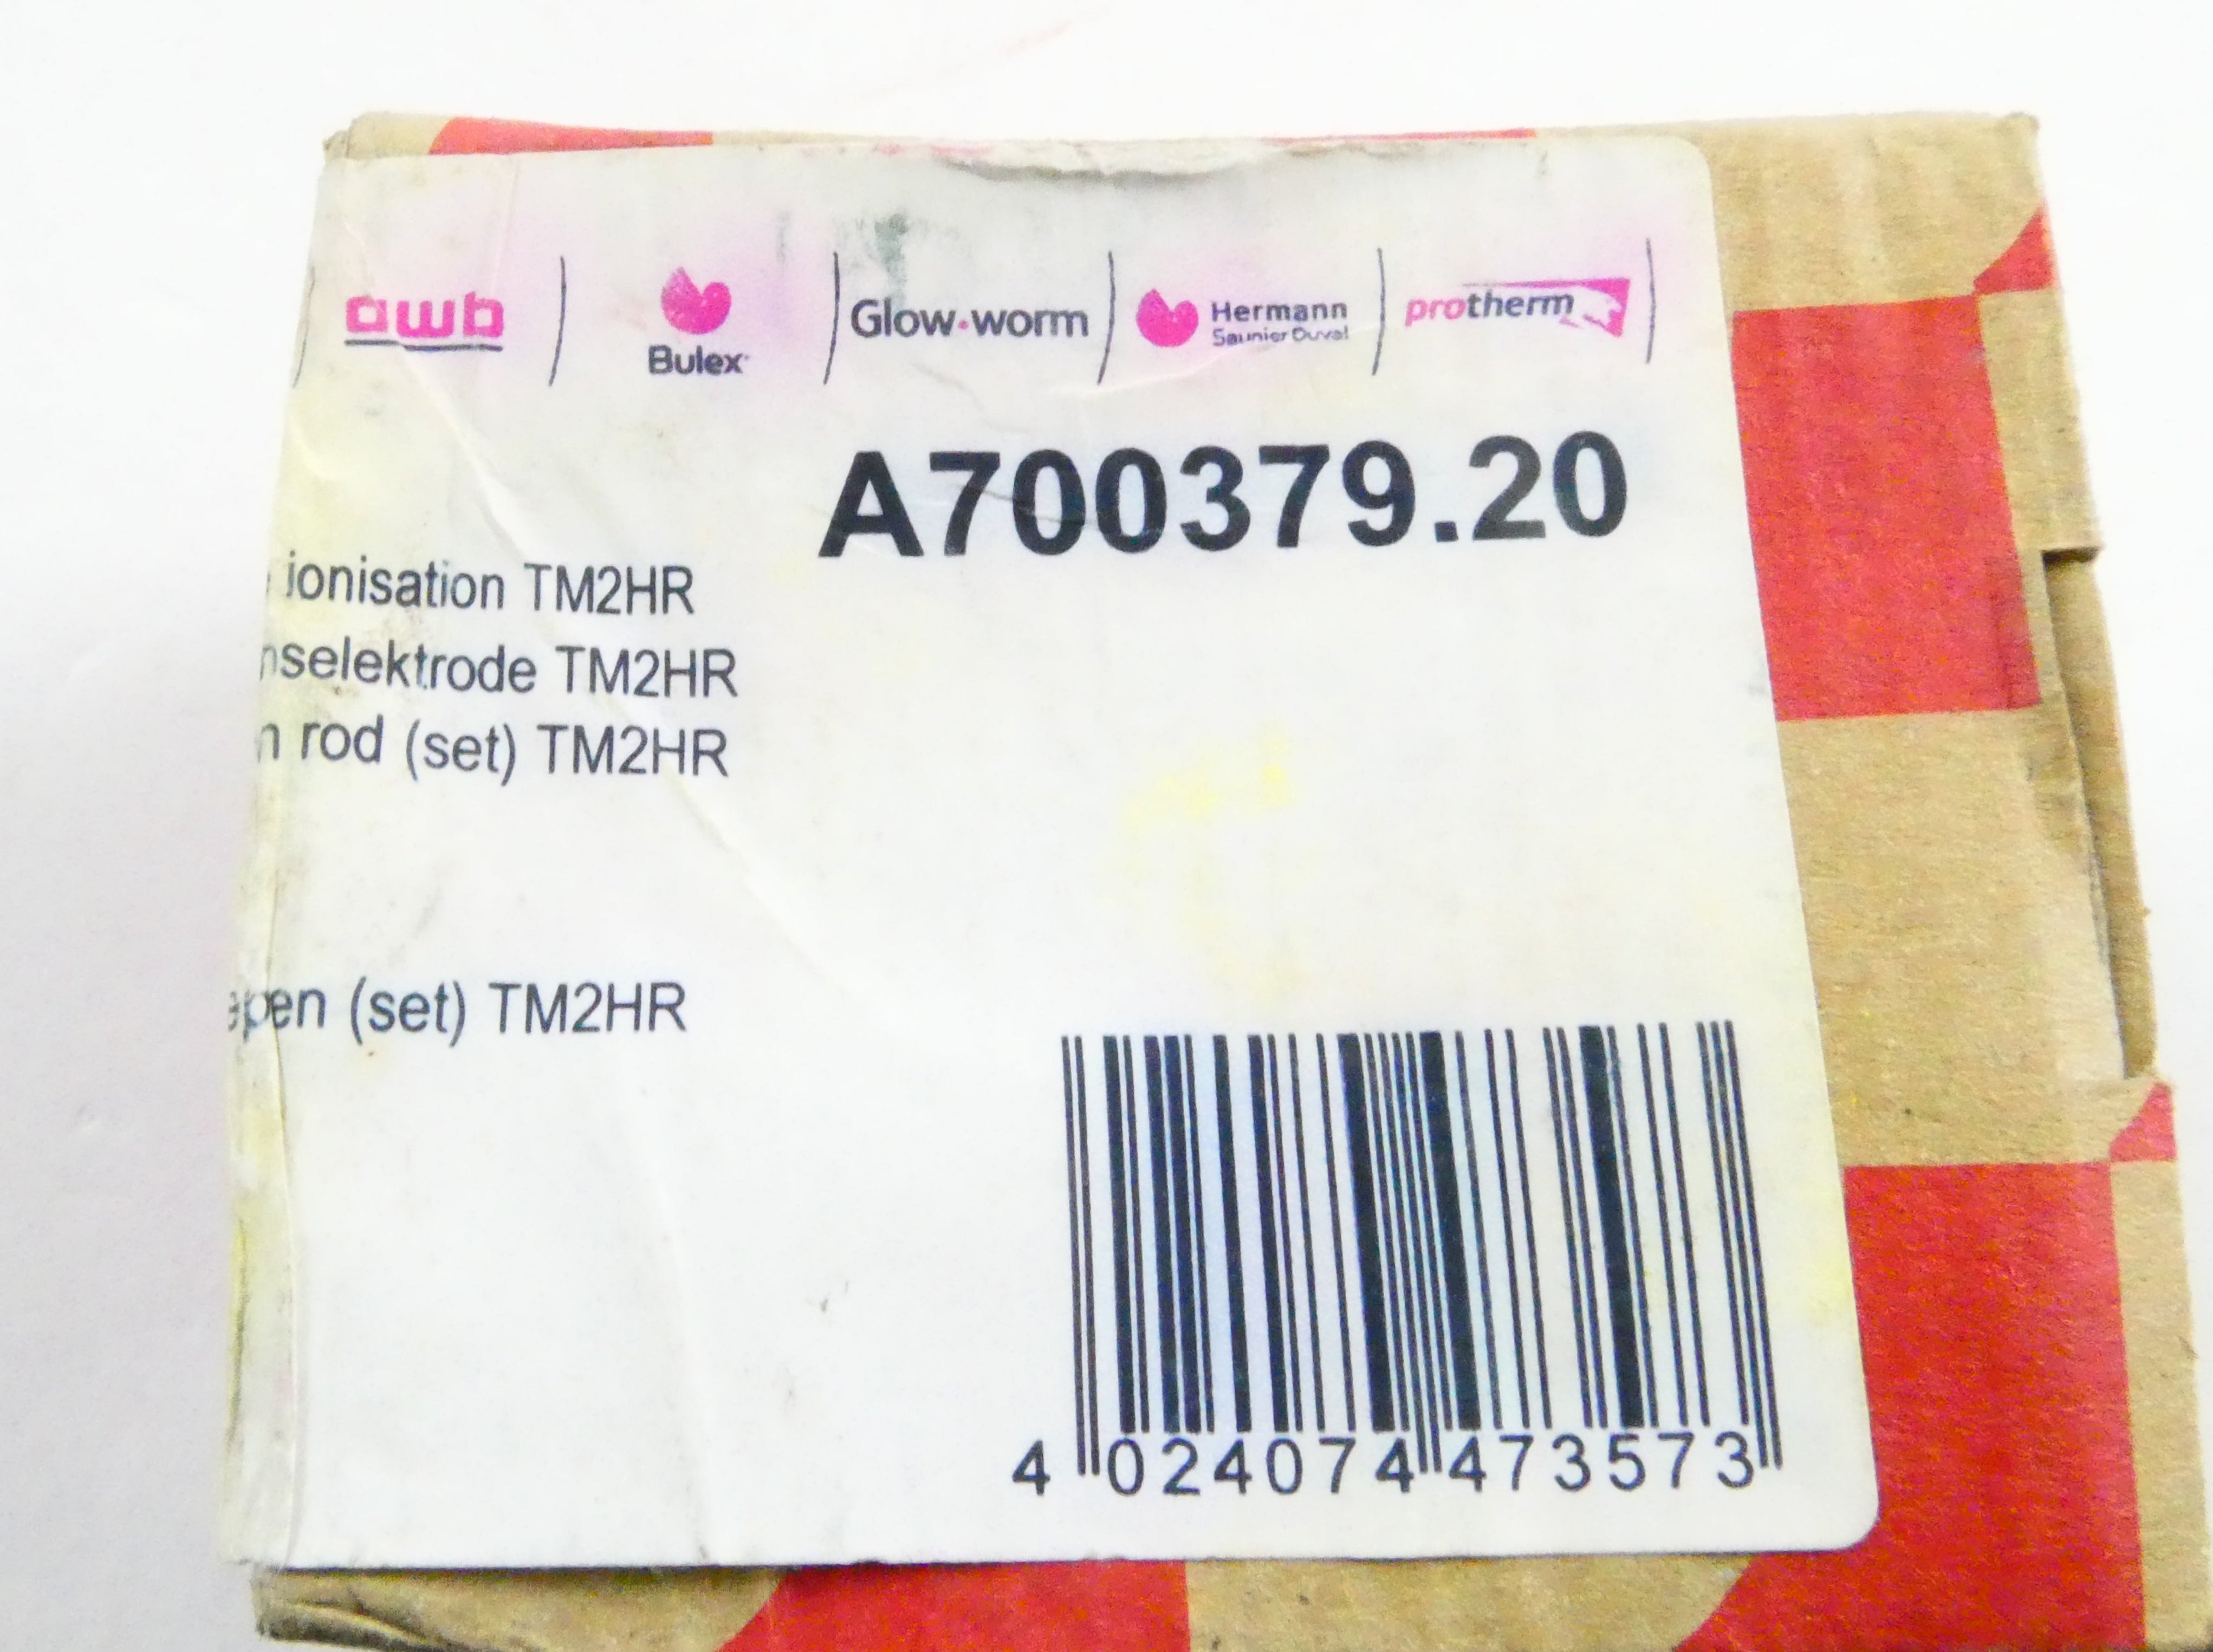 awb Bulex Glow-worm Hermann Saunier Duval protherm
A700379.20
ionisation TM2HR
nselektrode TM2HR
n rod (set) TM2HR
epen (set) TM2HR
4 024074 473573